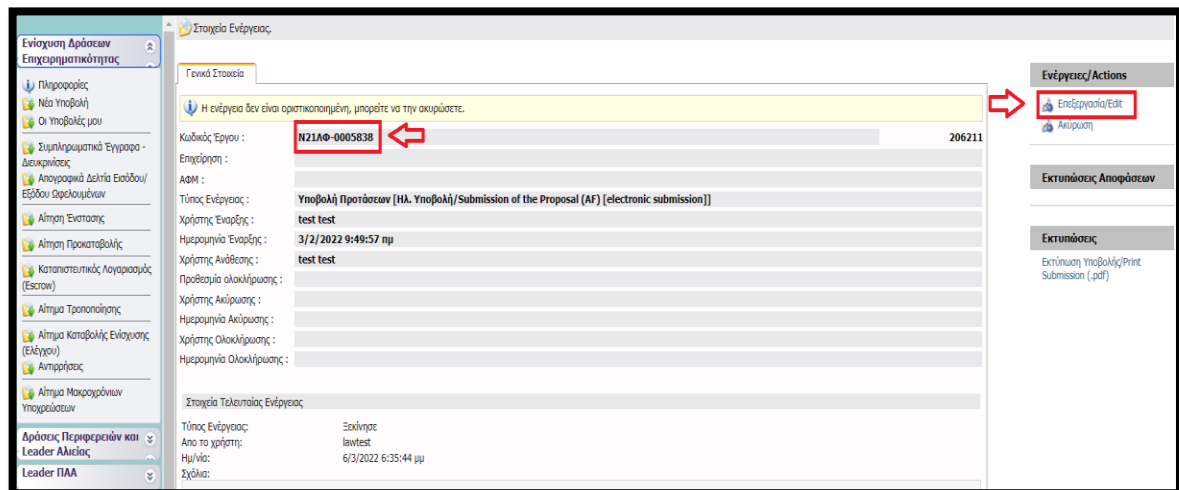 Ενίσχυση Δράσεων
Επιχειρηματικότητας
Πληροφορίες
Νέα Υποβολή
Οι Υποβολές μου
Συμπληρωματικά Έγγραφα -
Διευκρινίσεις
Απογραφικά Δελτία Εισόδου/
Εξόδου Ωφελουμένων
Αίτηση Ένστασης
Αίτηση Προκαταβολής
Καταπιστευτικός Λογαριασμός
(Escrow)
Αίτημα Τροποποίησης
Αίτημα Καταβολής Ενίσχυσης
(Ελέγχου)
Αντιρρήσεις
Αίτημα Μακροχρόνιων
Υποχρεώσεων
Δράσεις Περιφερειών και
Leader Αλιείας
Leader ΠΑΑ
Στοιχεία Ενέργειας.
Γενικά Στοιχεία
Η ενέργεια δεν είναι οριστικοποιημένη, μπορείτε να την ακυρώσετε.
Κωδικός Έργου : Ν21ΑΦ-0005838 206211
Επιχείρηση :
ΑΦΜ :
Τύπος Ενέργειας : Υποβολή Προτάσεων [Ηλ. Υποβολή/Submission of the Proposal (AF) [electronic submission]]
Χρήστης Έναρξης : test test
Ημερομηνία Έναρξης : 3/2/2022 9:49:57 πμ
Χρήστης Ανάθεσης : test test
Προθεσμία ολοκλήρωσης :
Χρήστης Ακύρωσης :
Ημερομηνία Ακύρωσης :
Χρήστης Ολοκλήρωσης :
Ημερομηνία Ολοκλήρωσης :
Στοιχεία Τελευταίας Ενέργειας
Τύπος Ενέργειας: Ξεκίνησε
Απο το χρήστη: lawtest
Ημ/νία: 6/3/2022 6:35:44 μμ
Σχόλια:
Ενέργειες/Actions
Επεξεργασία/Edit
Ακύρωση
Εκτυπώσεις Αποφάσεων
Εκτυπώσεις
Εκτύπωση Υποβολής/Print
Submission (.pdf)